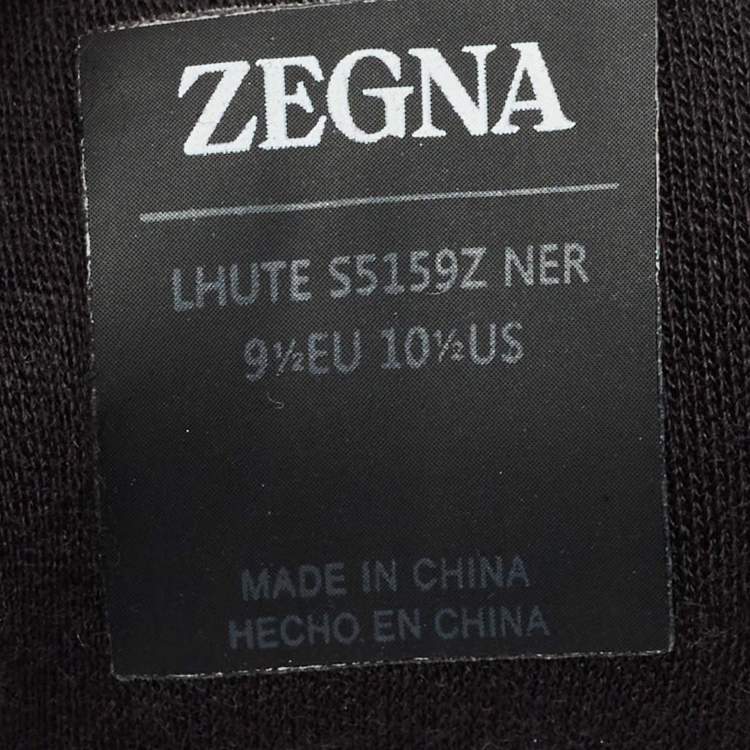 ZEGNA
LHUTE S5159Z NER
9½EU 10½US
MADE IN CHINA
HECHO EN CHINA